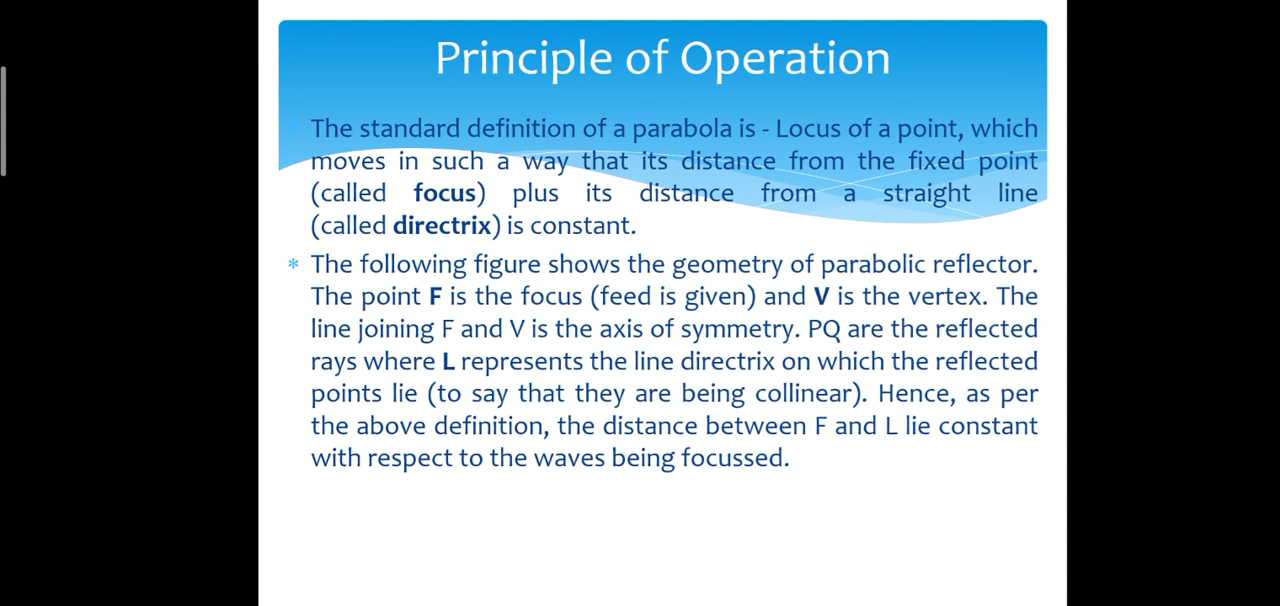 Principle of Operation
* The standard definition of a parabola is - Locus of a point, which
moves in such a way that its distance from the fixed point
(called focus) plus its distance from a straight line
(called directrix) is constant.
* The following figure shows the geometry of parabolic reflector.
The point F is the focus (feed is given) and V is the vertex. The
line joining F and V is the axis of symmetry. PQ are the reflected
rays where L represents the line directrix on which the reflected
points lie (to say that they are being collinear). Hence, as per
the above definition, the distance between F and L lie constant
with respect to the waves being focussed.